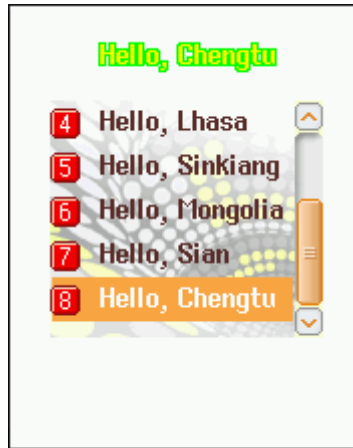 Hello, Chengtu
4 Hello, Lhasa
5 Hello, Sinkiang
6 Hello, Mongolia
7 Hello, Sian
8 Hello, Chengtu